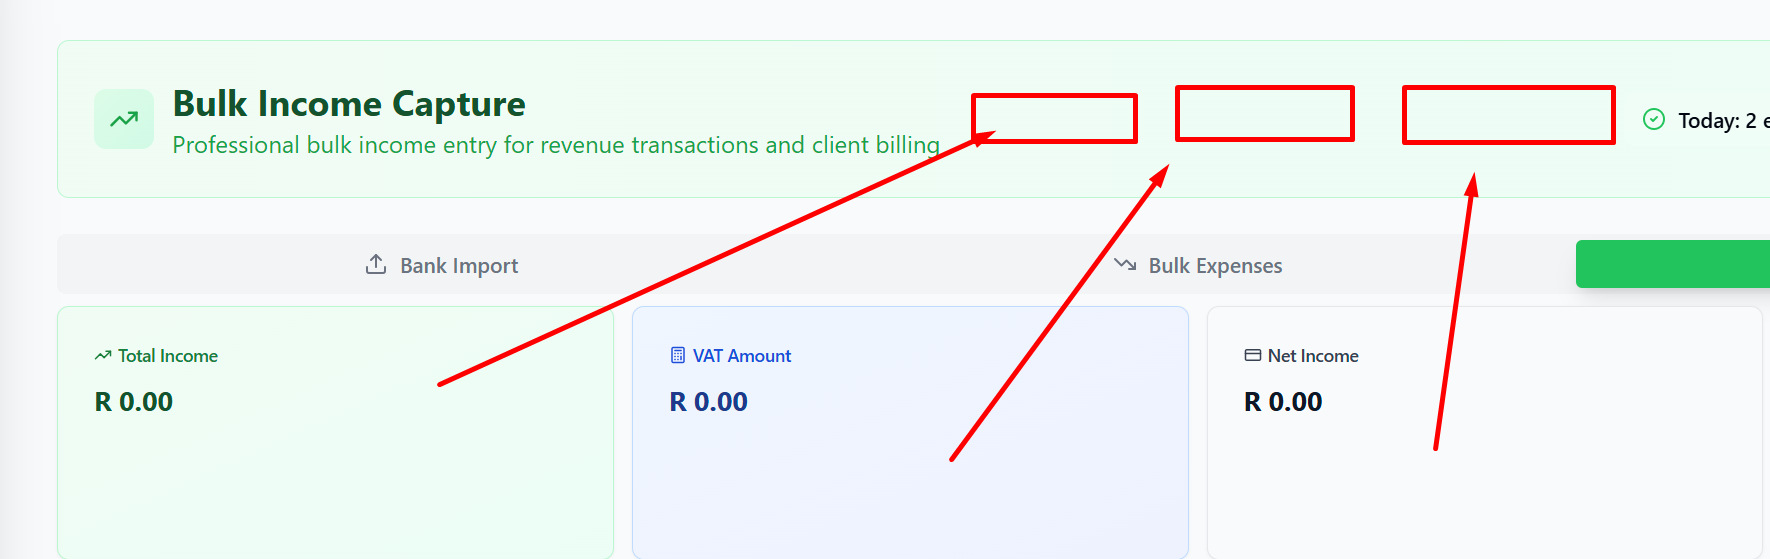 Bulk Income Capture
Professional bulk income entry for revenue transactions and client billing
Today: 2
Bank Import
Bulk Expenses
Total Income
R 0.00
VAT Amount
R 0.00
Net Income
R 0.00